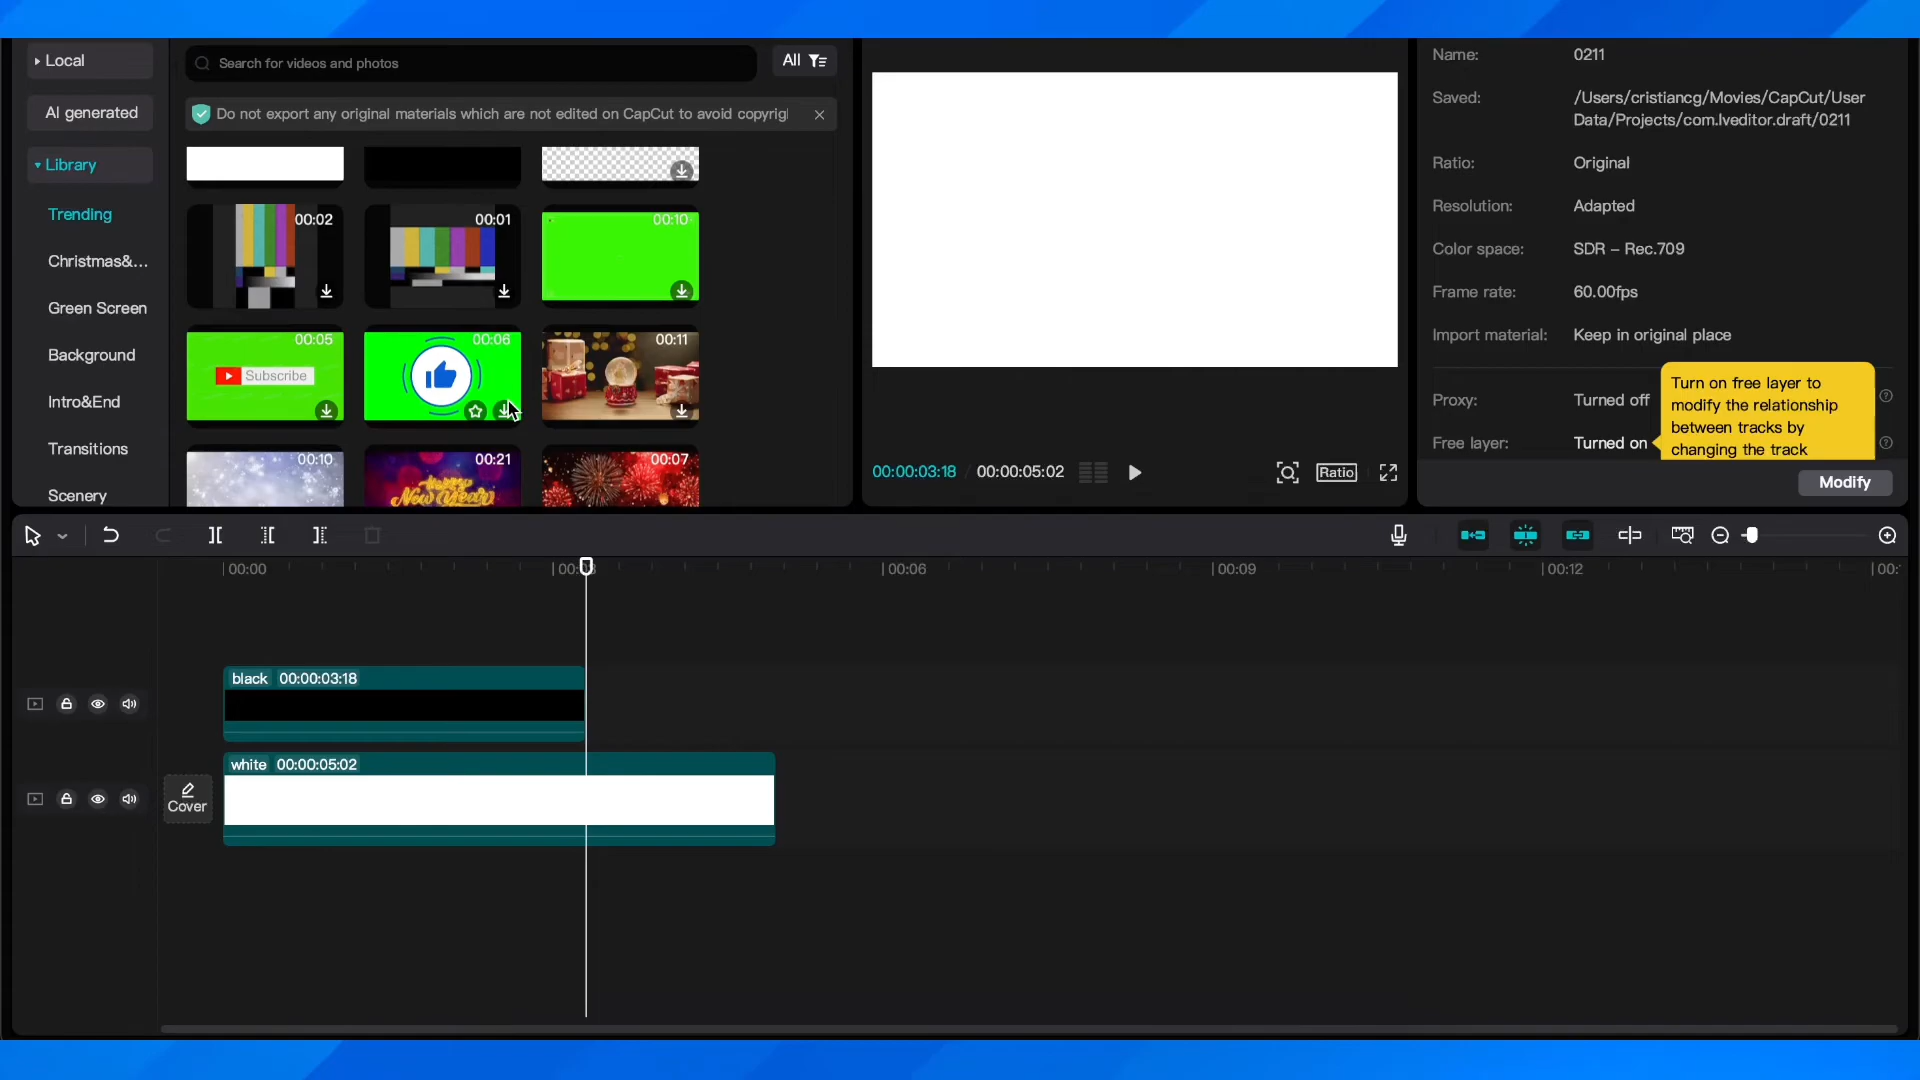 Local
AI generated
Library
Trending
Christmas&...
Green Screen
Background
Intro&End
Transitions
Scenery
Search for videos and photos
All
Do not export any original materials which are not edited on CapCut to avoid copyrig
00:02
00:01
00:10
00:05
Subscribe
00:06
00:11
00:10
00:21
Happy
New Year
00:07
00:00:03:18 / 00:00:05:02
Ratio
Name: 0211
Saved: /Users/cristiancg/Movies/CapCut/User
Data/Projects/com.lveditor.draft/0211
Ratio: Original
Resolution: Adapted
Color space: SDR – Rec.709
Frame rate: 60.00fps
Import material: Keep in original place
Proxy: Turned off
Free layer: Turned on
Turn on free layer to
modify the relationship
between tracks by
changing the track
Modify
00:00
00:03
00:06
00:09
00:12
00:
black 00:00:03:18
Cover
white 00:00:05:02